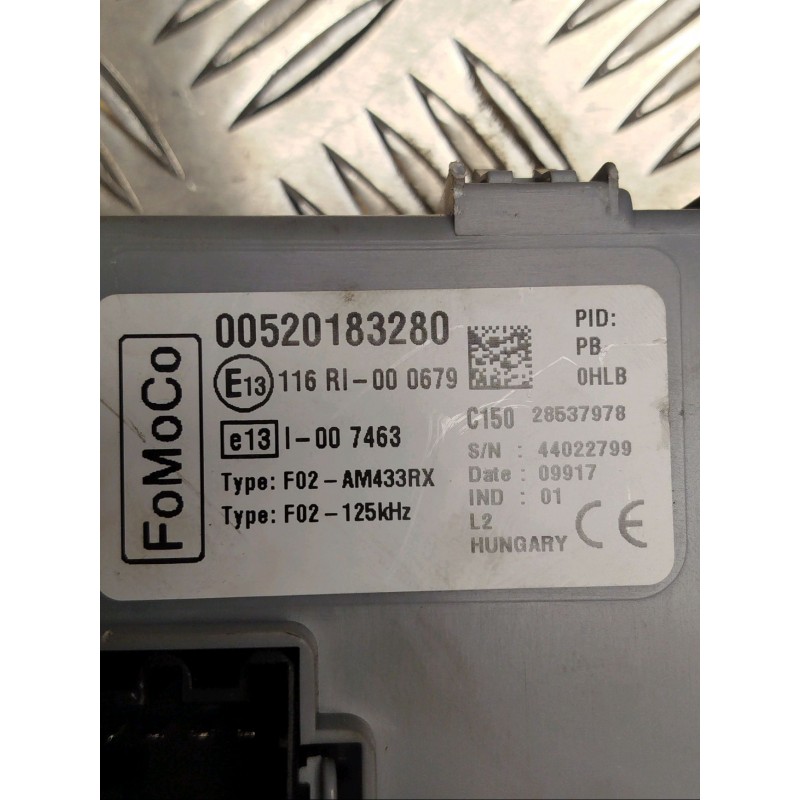 FoMoCo
00520183280
E13 116 RI-00 0679
e13 I-00 7463
Type: F02-AM433RX
Type: F02-125kHz
PID:
PB
0HLB
C150 28537978
S/N : 44022799
Date : 09917
IND : 01
L2
HUNGARY CE